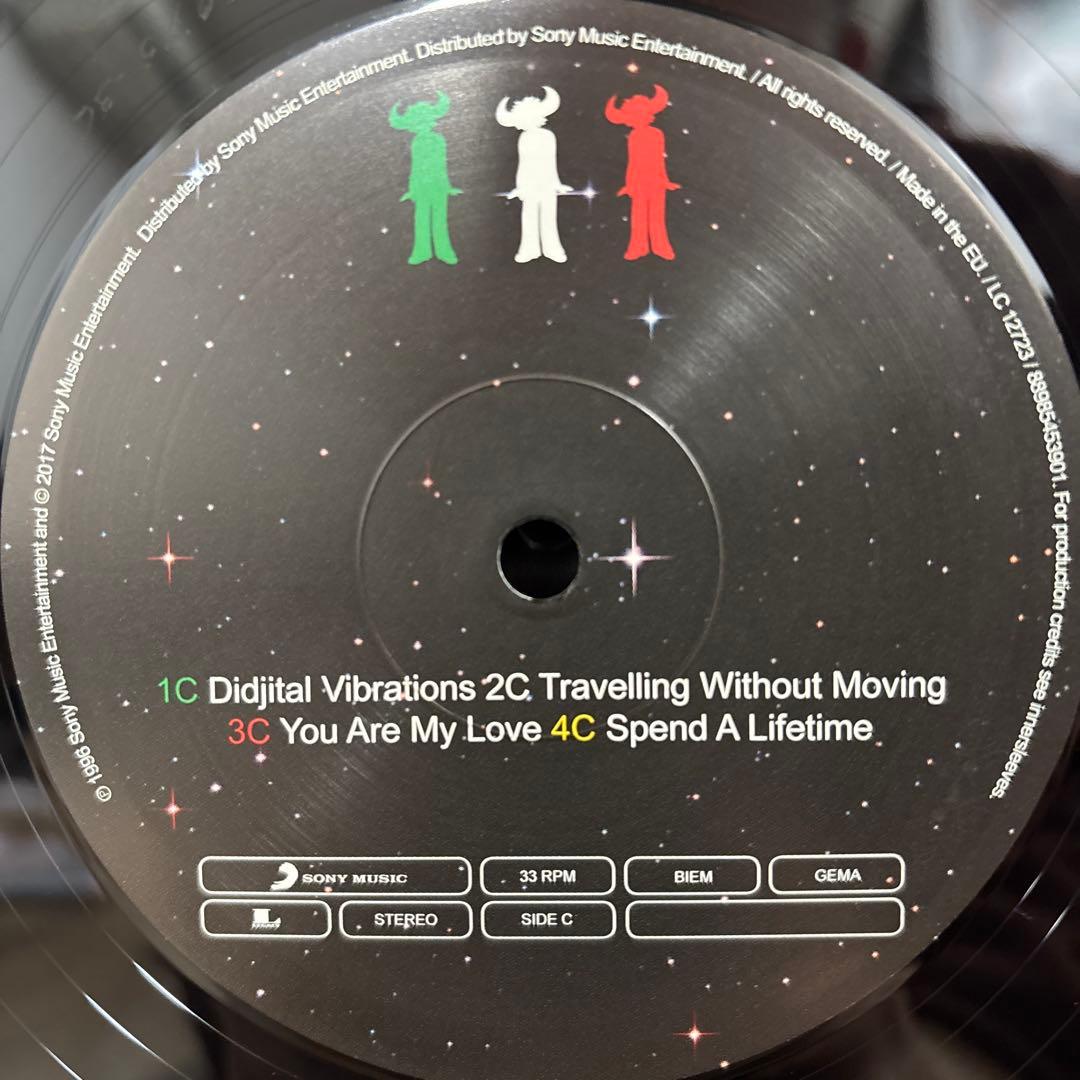 ℗ 1996 Sony Music Entertainment and © 2017 Sony Music Entertainment. Distributed by Sony Music Entertainment. Distributed by Sony Music Entertainment. / All rights reserved. / Made in the EU. / LC 12723 / 88985453901. For production credits see innersleeves.
1C Didjital Vibrations 2C Travelling Without Moving
3C You Are My Love 4C Spend A Lifetime
SONY MUSIC 33 RPM BIEM GEMA
L STEREO SIDE C